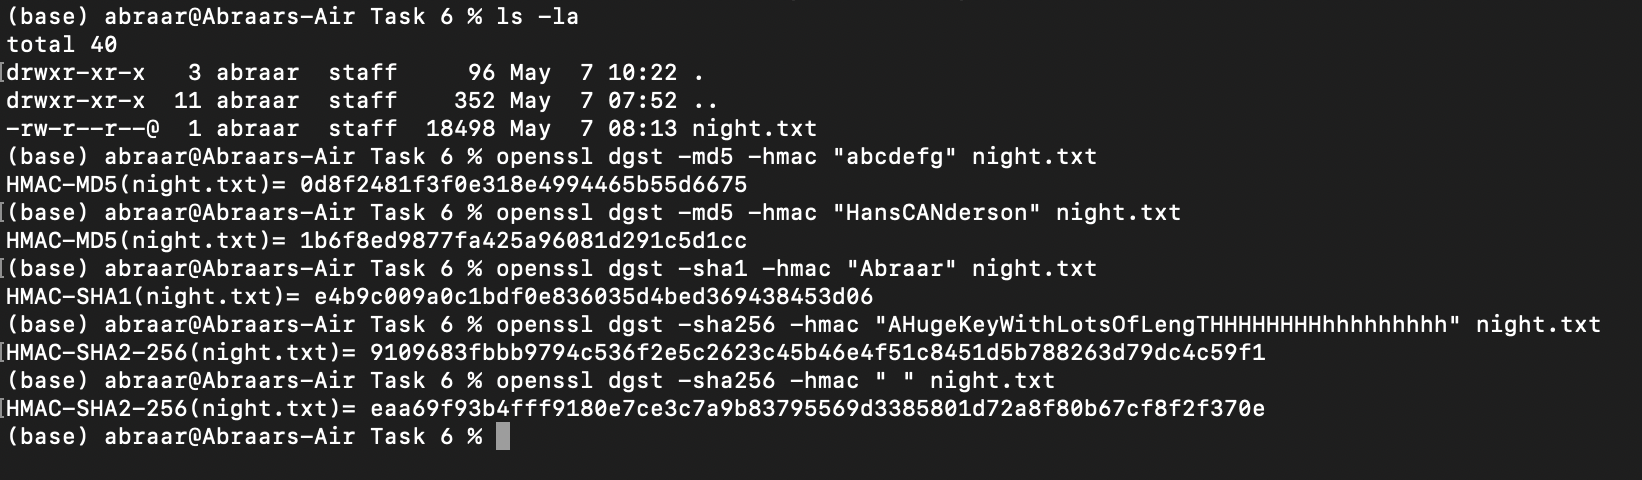 (base) abraar@Abraars-Air Task 6 % ls -la
total 40
drwxr-xr-x   3 abraar  staff     96 May  7 10:22 .
drwxr-xr-x  11 abraar  staff    352 May  7 07:52 ..
-rw-r--r--@  1 abraar  staff  18498 May  7 08:13 night.txt
(base) abraar@Abraars-Air Task 6 % openssl dgst -md5 -hmac "abcdefg" night.txt
HMAC-MD5(night.txt)= 0d8f2481f3f0e318e4994465b55d6675
(base) abraar@Abraars-Air Task 6 % openssl dgst -md5 -hmac "HansCANderson" night.txt
HMAC-MD5(night.txt)= 1b6f8ed9877fa425a96081d291c5d1cc
(base) abraar@Abraars-Air Task 6 % openssl dgst -sha1 -hmac "Abraar" night.txt
HMAC-SHA1(night.txt)= e4b9c009a0c1bdf0e836035d4bed369438453d06
(base) abraar@Abraars-Air Task 6 % openssl dgst -sha256 -hmac "AHugeKeyWithLotsOfLengTHHHHHHHHhhhhhhhhh" night.txt
HMAC-SHA2-256(night.txt)= 9109683fbbb9794c536f2e5c2623c45b46e4f51c8451d5b788263d79dc4c59f1
(base) abraar@Abraars-Air Task 6 % openssl dgst -sha256 -hmac " " night.txt
HMAC-SHA2-256(night.txt)= eaa69f93b4fff9180e7ce3c7a9b83795569d3385801d72a8f80b67cf8f2f370e
(base) abraar@Abraars-Air Task 6 %